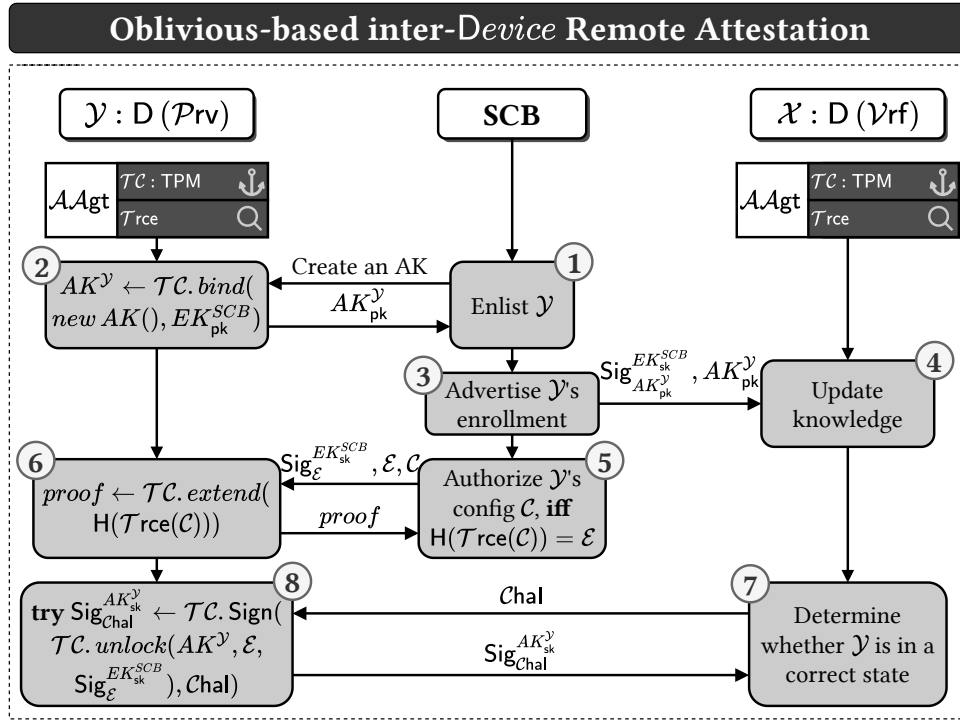 Oblivious-based inter-Device Remote Attestation
𝒴 : D (𝒫rv)
SCB
𝒳 : D (𝒱rf)
𝒜𝒜gt
𝒯𝒞 : TPM
𝒯rce
𝒜𝒜gt
𝒯𝒞 : TPM
𝒯rce
2
AK^𝒴 ← 𝒯𝒞.bind(
new AK(), EK_pk^SCB)
Create an AK
AK_pk^𝒴
1
Enlist 𝒴
3
Advertise 𝒴's
enrollment
Sig_{AK_pk^𝒴}^{EK_sk^SCB}, AK_pk^𝒴
4
Update
knowledge
6
proof ← 𝒯𝒞.extend(
H(𝒯rce(𝒞)))
Sig_ℰ^{EK_sk^SCB}, ℰ, 𝒞
proof
5
Authorize 𝒴's
config 𝒞, iff
H(𝒯rce(𝒞)) = ℰ
8
try Sig_{𝒞hal}^{AK_sk^𝒴} ← 𝒯𝒞.Sign(
𝒯𝒞.unlock(AK^𝒴, ℰ,
Sig_ℰ^{EK_sk^SCB}), 𝒞hal)
𝒞hal
Sig_{𝒞hal}^{AK_sk^𝒴}
7
Determine
whether 𝒴 is in a
correct state